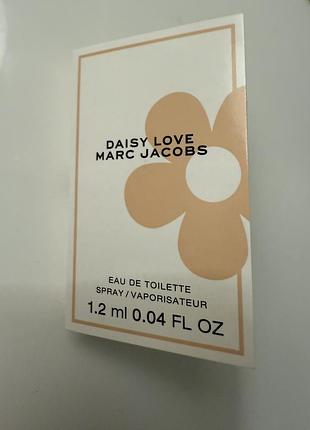 DAISY LOVE
MARC JACOBS
EAU DE TOILETTE
SPRAY / VAPORISATEUR
1.2 ml 0.04 FL OZ